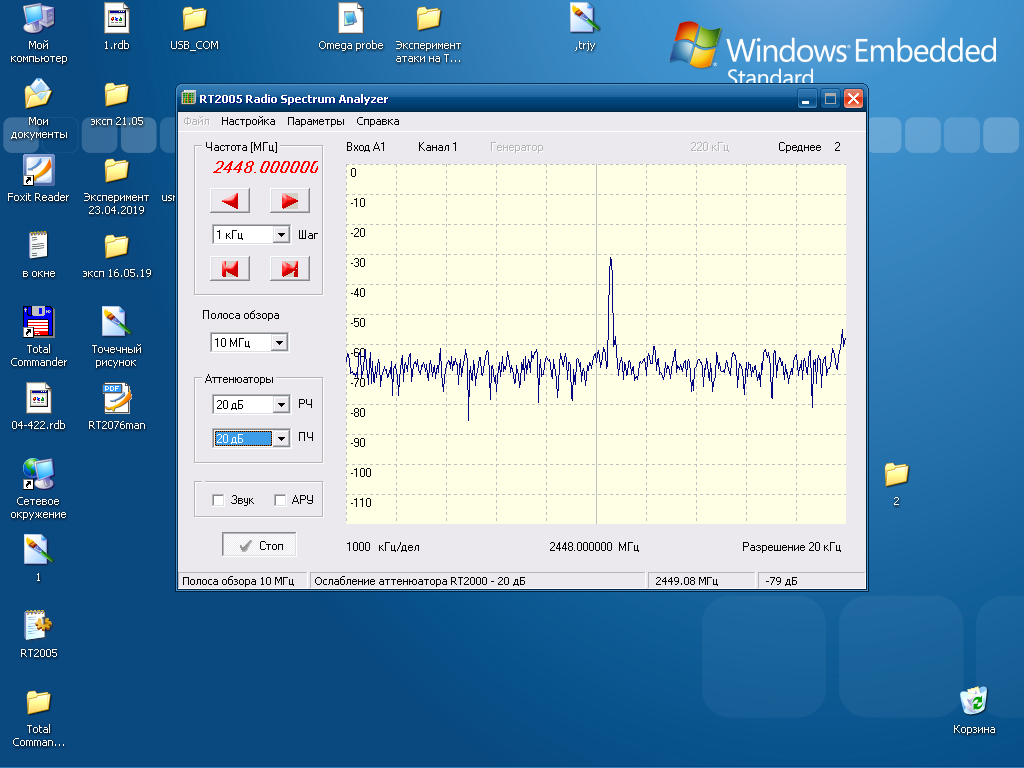 Мой
компьютер
1.rdb
USB_COM
Omega probe
Эксперимент
атаки на Т...
,trjy
Windows Embedded
Standard
Мои
документы
эксп 21.05
Foxit Reader
Эксперимент
23.04.2019
usr
в окне
эксп 16.05.19
Total
Commander
Точечный
рисунок
04-422.rdb
PDF
RT2076man
Сетевое
окружение
1
RT2005
Total
Comman...
2
Корзина
RT2005 Radio Spectrum Analyzer
Файл Настройка Параметры Справка
Частота [МГц]
2448.000000
1 кГц Шаг
Полоса обзора
10 МГц
Аттенюаторы
20 дБ РЧ
20 дБ ПЧ
Звук АРУ
Стоп
Вход А1 Канал 1 Генератор 220 кГц Среднее 2
0
-10
-20
-30
-40
-50
-60
-70
-80
-90
-100
-110
1000 кГц/дел 2448.000000 МГц Разрешение 20 кГц
Полоса обзора 10 МГц Ослабление аттенюатора RT2000 - 20 дБ 2449.08 МГц -79 дБ